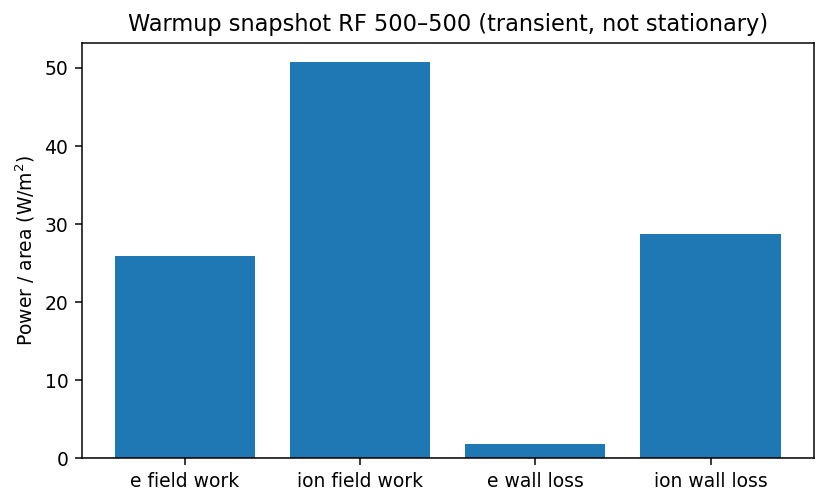 Warmup snapshot RF 500–500 (transient, not stationary)
Power / area (W/m²)
50
40
30
20
10
0
e field work
ion field work
e wall loss
ion wall loss